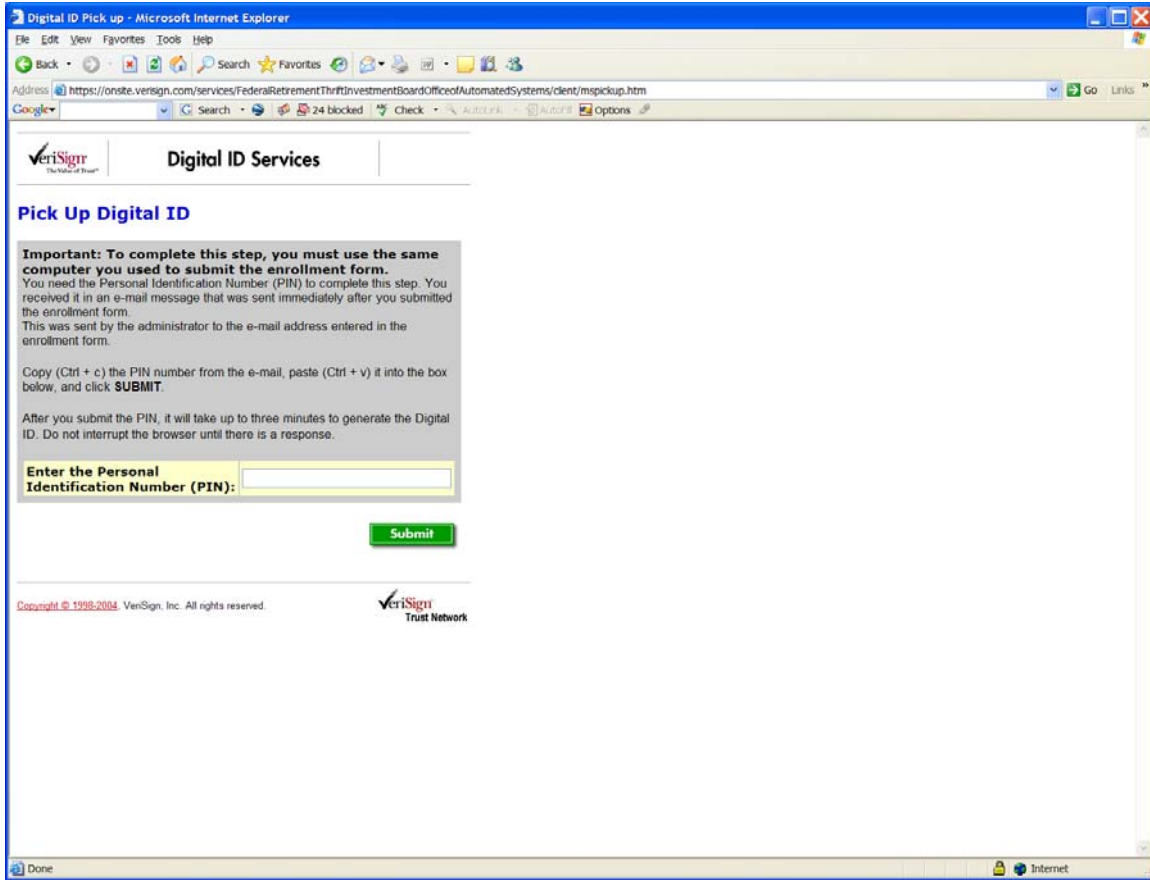 Digital ID Pick up - Microsoft Internet Explorer
File Edit View Favorites Tools Help
Back Search Favorites
Address https://onsite.verisign.com/services/FederalRetirementThriftInvestmentBoardOfficeofAutomatedSystems/client/mspickup.htm Go Links »
Google Search 24 blocked Check AutoLink AutoFill Options
VeriSign
The Value of Trust
Digital ID Services
Pick Up Digital ID
Important: To complete this step, you must use the same
computer you used to submit the enrollment form.
You need the Personal Identification Number (PIN) to complete this step. You
received it in an e-mail message that was sent immediately after you submitted
the enrollment form.
This was sent by the administrator to the e-mail address entered in the
enrollment form.
Copy (Ctrl + c) the PIN number from the e-mail, paste (Ctrl + v) it into the box
below, and click SUBMIT.
After you submit the PIN, it will take up to three minutes to generate the Digital
ID. Do not interrupt the browser until there is a response.
Enter the Personal
Identification Number (PIN):
Submit
Copyright © 1998-2004, VeriSign, Inc. All rights reserved.
VeriSign
Trust Network
Done Internet